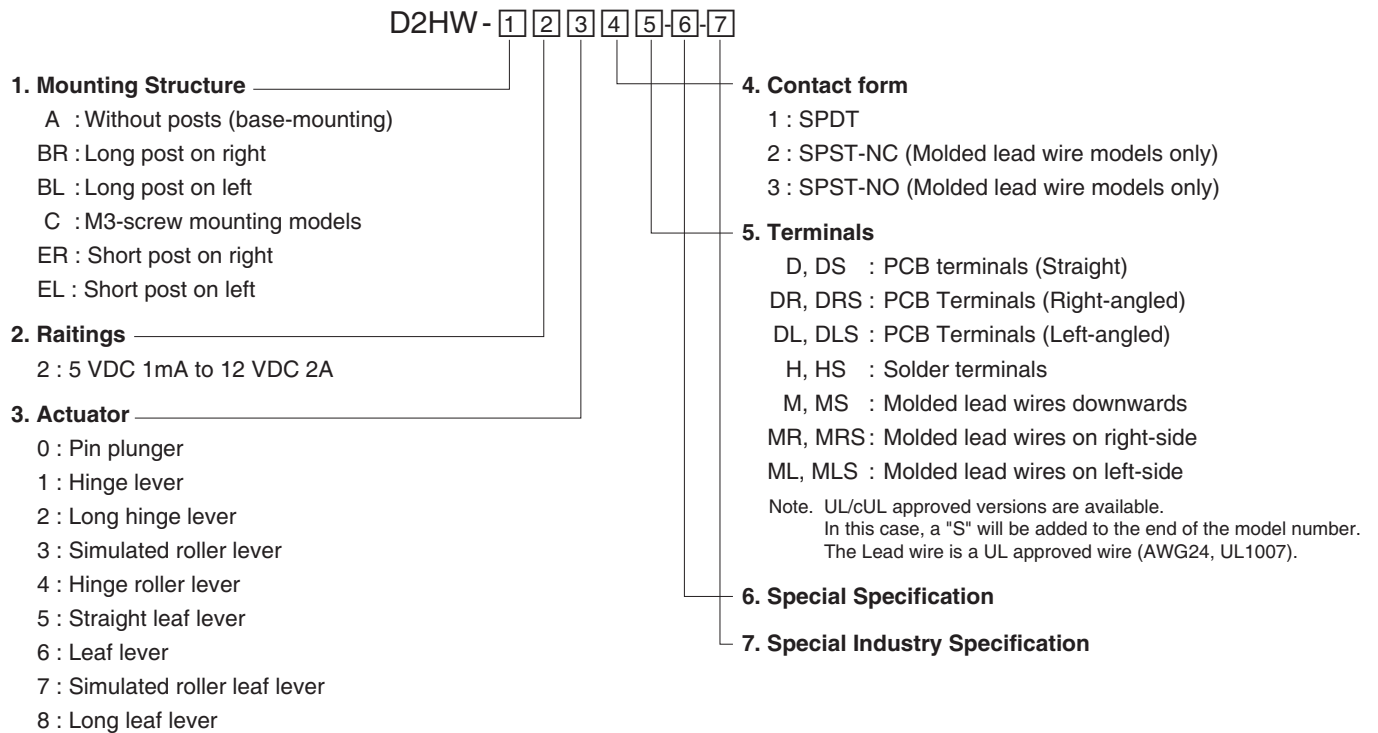 D2HW - 1 2 3 4 5 - 6 - 7
1. Mounting Structure
A : Without posts (base-mounting)
BR : Long post on right
BL : Long post on left
C : M3-screw mounting models
ER : Short post on right
EL : Short post on left
2. Raitings
2 : 5 VDC 1mA to 12 VDC 2A
3. Actuator
0 : Pin plunger
1 : Hinge lever
2 : Long hinge lever
3 : Simulated roller lever
4 : Hinge roller lever
5 : Straight leaf lever
6 : Leaf lever
7 : Simulated roller leaf lever
8 : Long leaf lever
4. Contact form
1 : SPDT
2 : SPST-NC (Molded lead wire models only)
3 : SPST-NO (Molded lead wire models only)
5. Terminals
D, DS : PCB terminals (Straight)
DR, DRS : PCB Terminals (Right-angled)
DL, DLS : PCB Terminals (Left-angled)
H, HS : Solder terminals
M, MS : Molded lead wires downwards
MR, MRS : Molded lead wires on right-side
ML, MLS : Molded lead wires on left-side
Note. UL/cUL approved versions are available.
In this case, a "S" will be added to the end of the model number.
The Lead wire is a UL approved wire (AWG24, UL1007).
6. Special Specification
7. Special Industry Specification